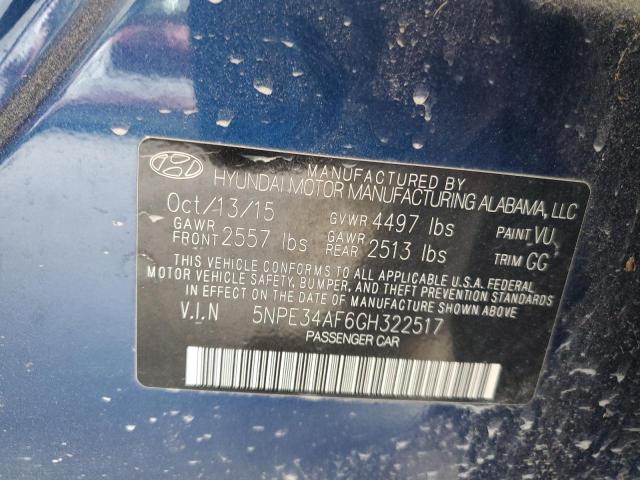 MANUFACTURED BY
HYUNDAI MOTOR MANUFACTURING ALABAMA, LLC
Oct/13/15 GVWR 4497 lbs PAINT VU
GAWR FRONT 2557 lbs GAWR REAR 2513 lbs TRIM GG
THIS VEHICLE CONFORMS TO ALL APPLICABLE U.S.A. FEDERAL
MOTOR VEHICLE SAFETY, BUMPER, AND THEFT PREVENTION
STANDARDS IN EFFECT ON THE DATE OF MANUFACTURE SHOWN ABOVE.
V.I.N 5NPE34AF6GH322517
PASSENGER CAR